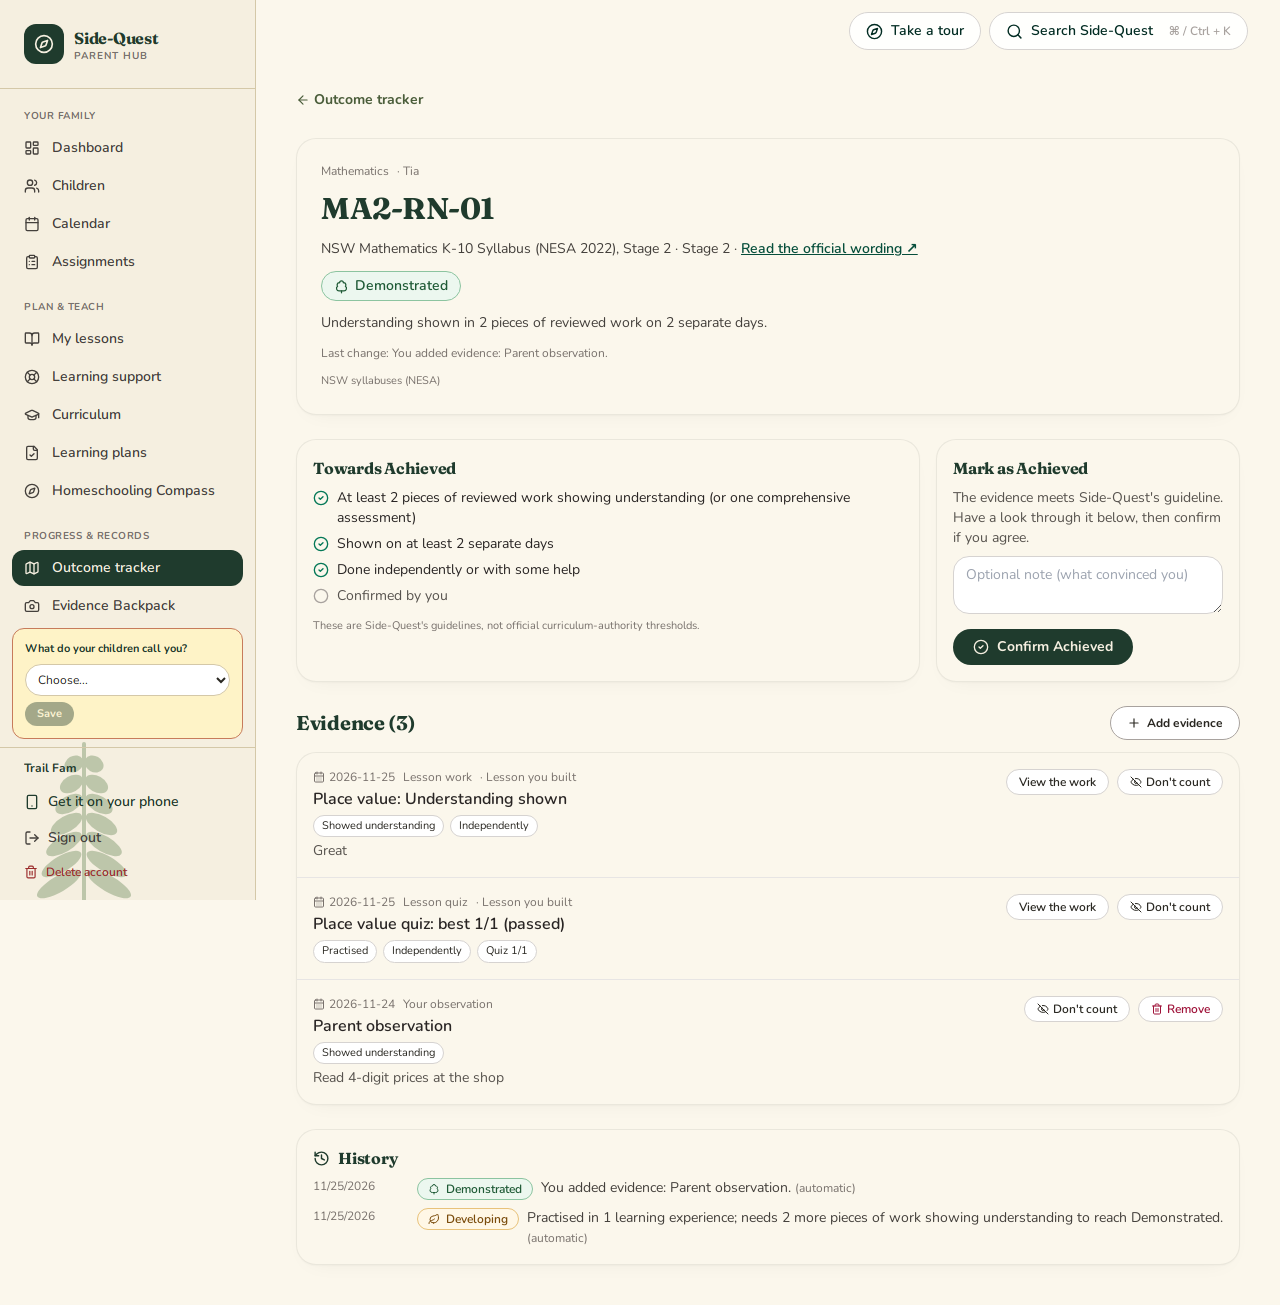 Side-Quest
PARENT HUB
Take a tour
Search Side-Quest ⌘ / Ctrl + K
YOUR FAMILY
Dashboard
Children
Calendar
Assignments
PLAN & TEACH
My lessons
Learning support
Curriculum
Learning plans
Homeschooling Compass
PROGRESS & RECORDS
Outcome tracker
Evidence Backpack
What do your children call you?
Choose...
Save
Trail Fam
Get it on your phone
Sign out
Delete account
← Outcome tracker
Mathematics · Tia
MA2-RN-01
NSW Mathematics K-10 Syllabus (NESA 2022), Stage 2 · Stage 2 · Read the official wording ↗
Demonstrated
Understanding shown in 2 pieces of reviewed work on 2 separate days.
Last change: You added evidence: Parent observation.
NSW syllabuses (NESA)
Towards Achieved
At least 2 pieces of reviewed work showing understanding (or one comprehensive
assessment)
Shown on at least 2 separate days
Done independently or with some help
Confirmed by you
These are Side-Quest's guidelines, not official curriculum-authority thresholds.
Mark as Achieved
The evidence meets Side-Quest's guideline.
Have a look through it below, then confirm
if you agree.
Optional note (what convinced you)
Confirm Achieved
Evidence (3)
+ Add evidence
2026-11-25 Lesson work · Lesson you built
Place value: Understanding shown
Showed understanding Independently
Great
View the work Don't count
2026-11-25 Lesson quiz · Lesson you built
Place value quiz: best 1/1 (passed)
Practised Independently Quiz 1/1
View the work Don't count
2026-11-24 Your observation
Parent observation
Showed understanding
Read 4-digit prices at the shop
Don't count Remove
History
11/25/2026 Demonstrated You added evidence: Parent observation. (automatic)
11/25/2026 Developing Practised in 1 learning experience; needs 2 more pieces of work showing understanding to reach Demonstrated.
(automatic)